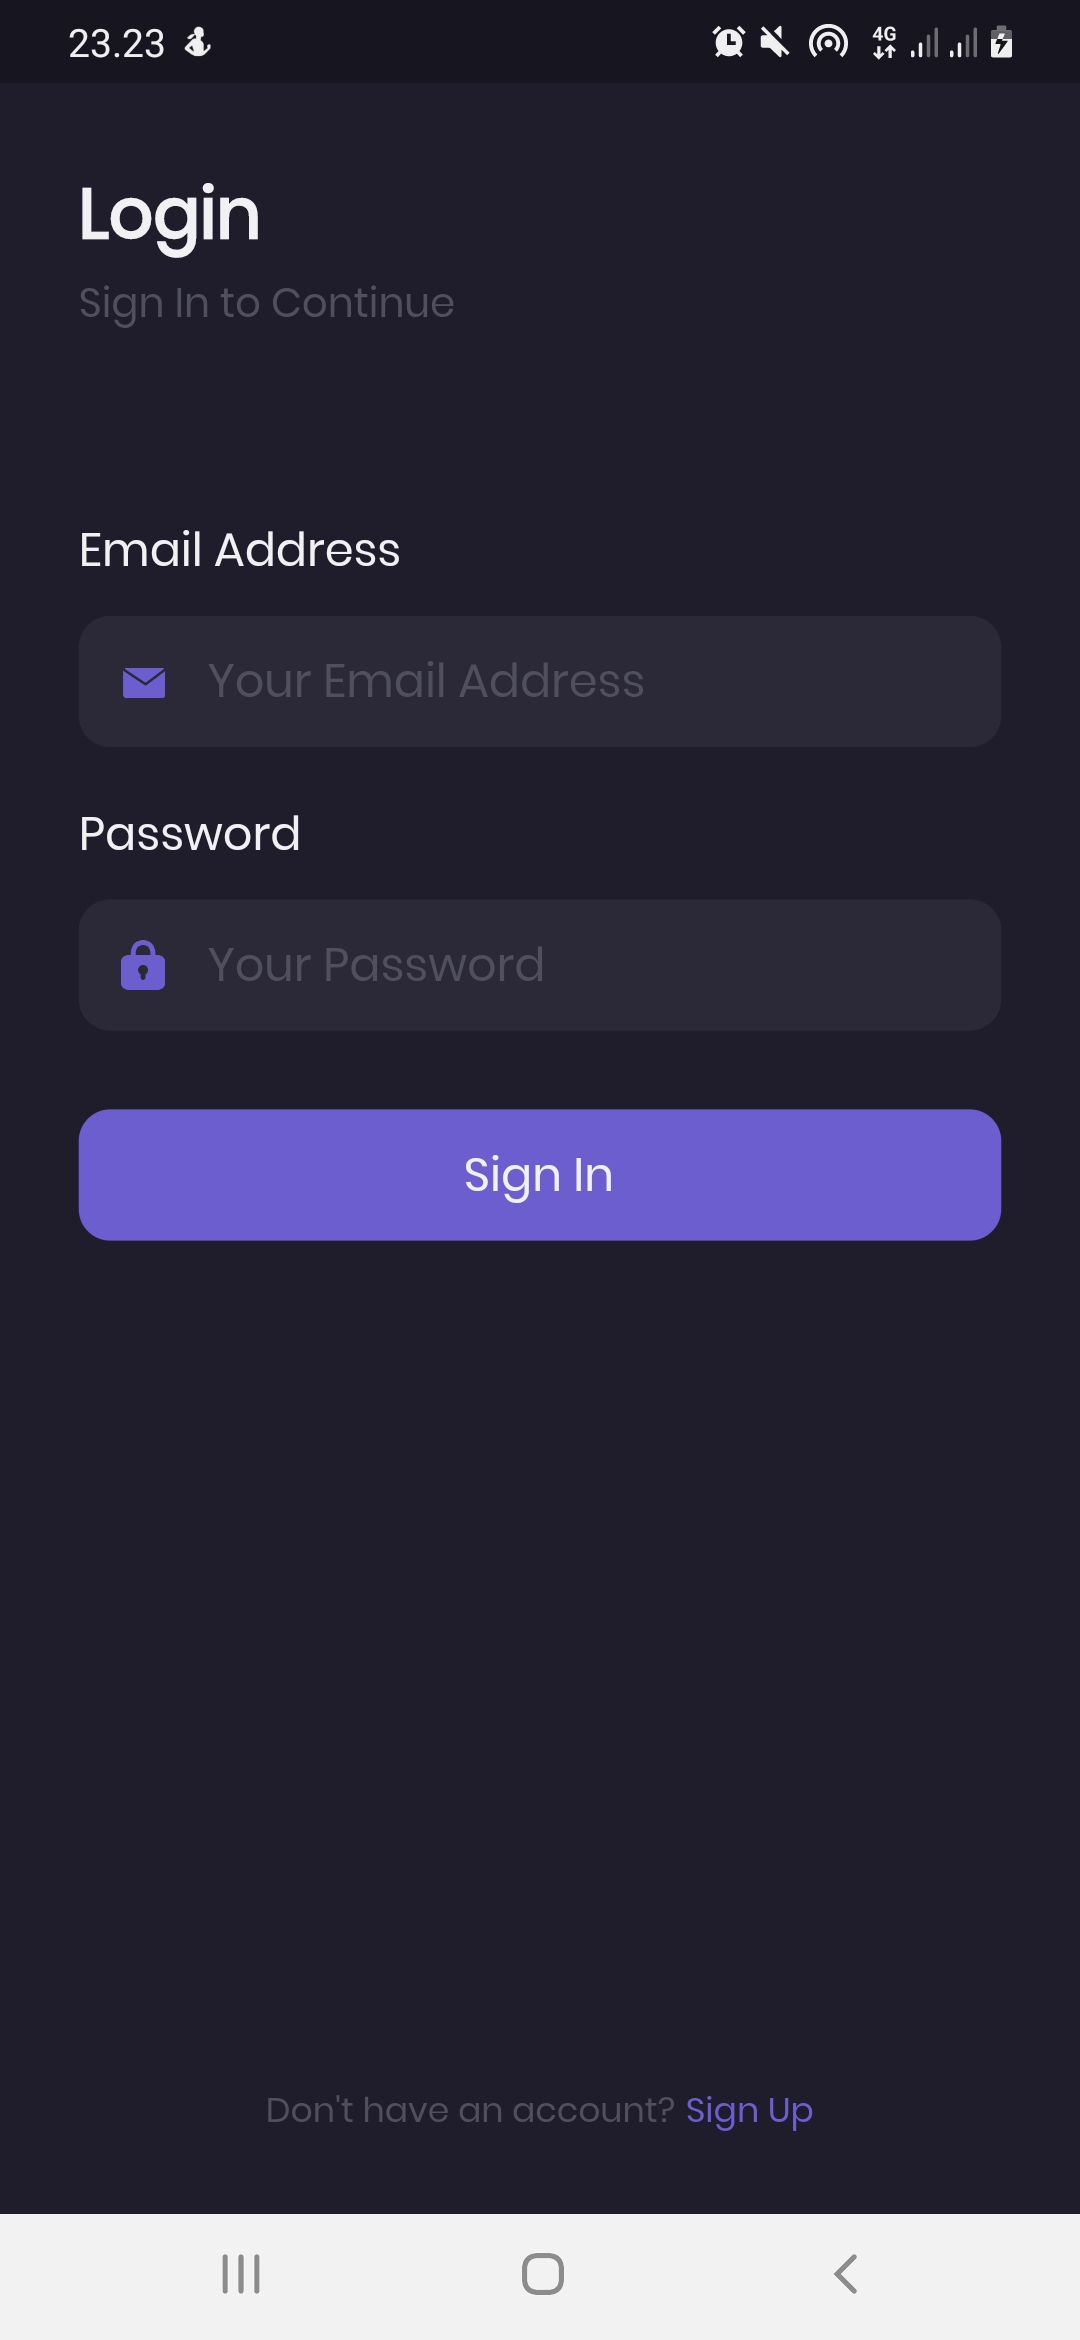 23.23
4G
Login
Sign In to Continue
Email Address
Your Email Address
Password
Your Password
Sign In
Don't have an account? Sign Up